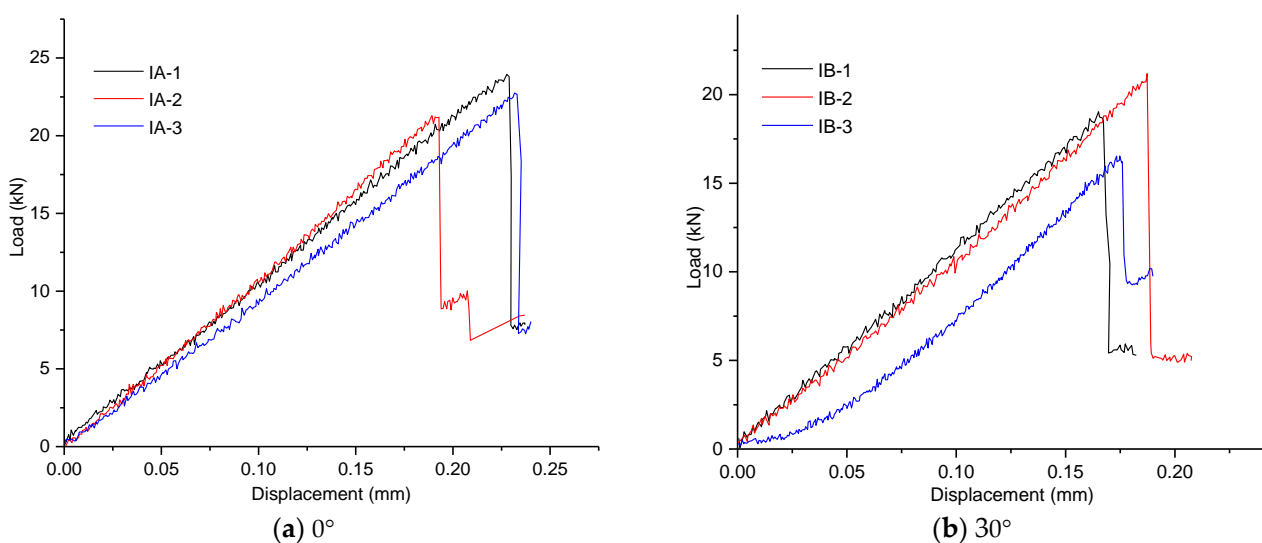 25
20
15
10
5
0
Load (kN)
IA-1
IA-2
IA-3
0.00
0.05
0.10
0.15
0.20
0.25
Displacement (mm)
(a) 0°
20
15
10
5
0
Load (kN)
IB-1
IB-2
IB-3
0.00
0.05
0.10
0.15
0.20
Displacement (mm)
(b) 30°